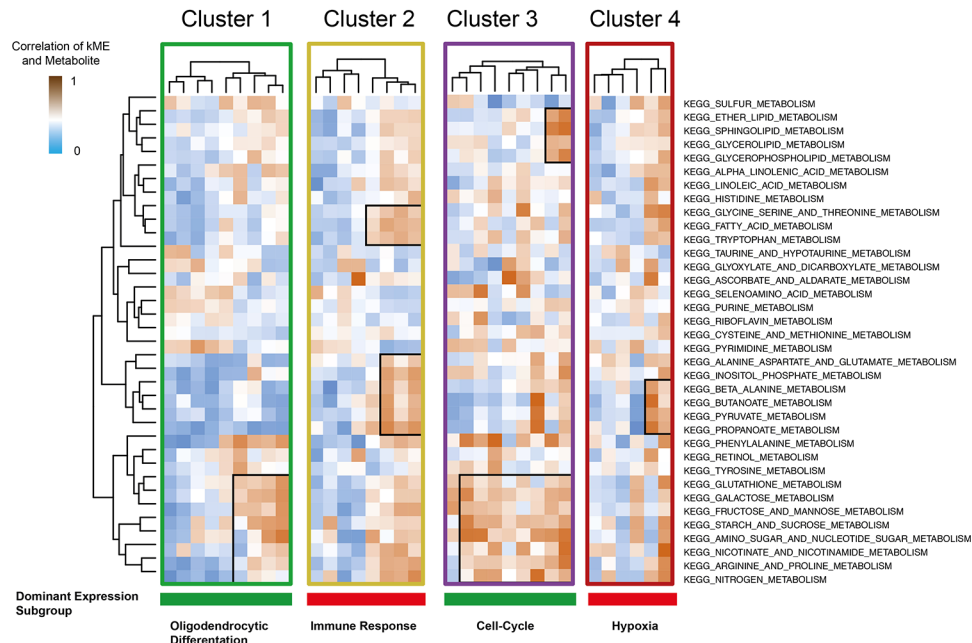 Cluster 1
Cluster 2
Cluster 3
Cluster 4
Correlation of kME
and Metabolite
1
0
KEGG_SULFUR_METABOLISM
KEGG_ETHER_LIPID_METABOLISM
KEGG_SPHINGOLIPID_METABOLISM
KEGG_GLYCEROLIPID_METABOLISM
KEGG_GLYCEROPHOSPHOLIPID_METABOLISM
KEGG_ALPHA_LINOLENIC_ACID_METABOLISM
KEGG_LINOLEIC_ACID_METABOLISM
KEGG_HISTIDINE_METABOLISM
KEGG_GLYCINE_SERINE_AND_THREONINE_METABOLISM
KEGG_FATTY_ACID_METABOLISM
KEGG_TRYPTOPHAN_METABOLISM
KEGG_TAURINE_AND_HYPOTAURINE_METABOLISM
KEGG_GLYOXYLATE_AND_DICARBOXYLATE_METABOLISM
KEGG_ASCORBATE_AND_ALDARATE_METABOLISM
KEGG_SELENOAMINO_ACID_METABOLISM
KEGG_PURINE_METABOLISM
KEGG_RIBOFLAVIN_METABOLISM
KEGG_CYSTEINE_AND_METHIONINE_METABOLISM
KEGG_PYRIMIDINE_METABOLISM
KEGG_ALANINE_ASPARTATE_AND_GLUTAMATE_METABOLISM
KEGG_INOSITOL_PHOSPHATE_METABOLISM
KEGG_BETA_ALANINE_METABOLISM
KEGG_BUTANOATE_METABOLISM
KEGG_PYRUVATE_METABOLISM
KEGG_PROPANOATE_METABOLISM
KEGG_PHENYLALANINE_METABOLISM
KEGG_RETINOL_METABOLISM
KEGG_TYROSINE_METABOLISM
KEGG_GLUTATHIONE_METABOLISM
KEGG_GALACTOSE_METABOLISM
KEGG_FRUCTOSE_AND_MANNOSE_METABOLISM
KEGG_STARCH_AND_SUCROSE_METABOLISM
KEGG_AMINO_SUGAR_AND_NUCLEOTIDE_SUGAR_METABOLISM
KEGG_NICOTINATE_AND_NICOTINAMIDE_METABOLISM
KEGG_ARGININE_AND_PROLINE_METABOLISM
KEGG_NITROGEN_METABOLISM
Dominant Expression
Subgroup
Oligodendrocytic
Differentation
Immune Response
Cell-Cycle
Hypoxia